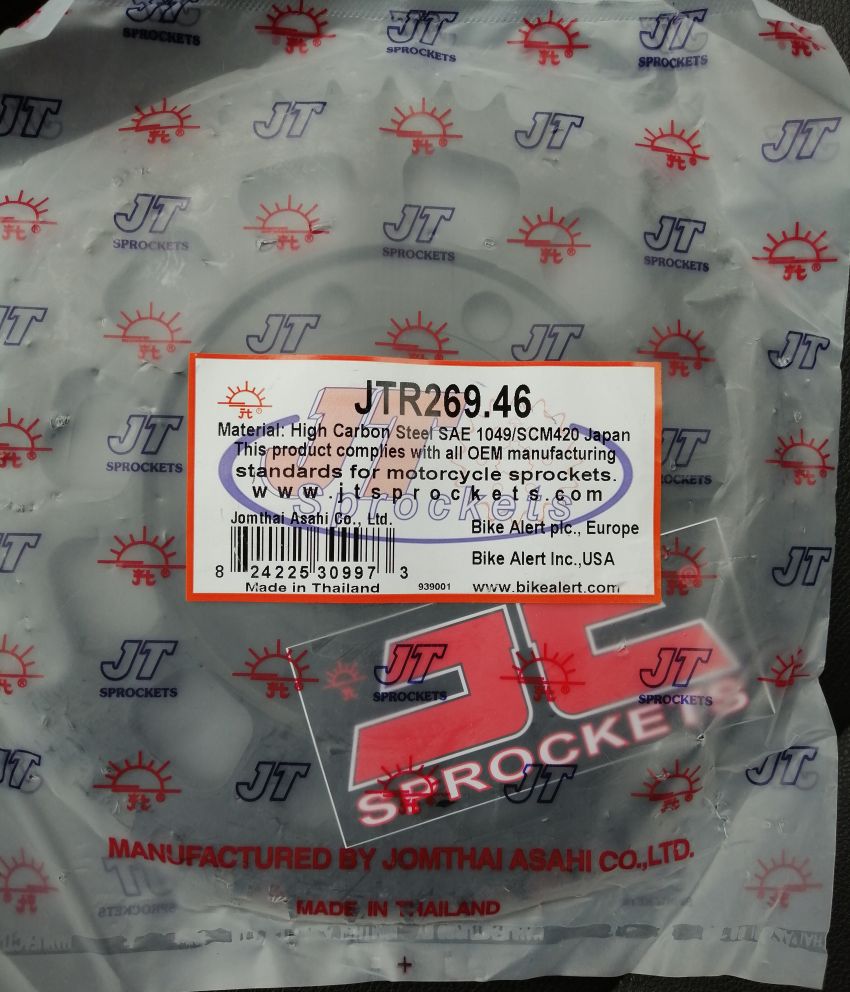 JTR269.46
Material: High Carbon Steel SAE 1049/SCM420 Japan
This product complies with all OEM manufacturing
standards for motorcycle sprockets.
www.jtsprockets.com
JT
Sprockets
Jomthai Asahi Co., Ltd.
Bike Alert plc., Europe
Bike Alert Inc.,USA
8 24225 30997 3
Made in Thailand
939001
www.bikealert.com
JT
SPROCKETS
MANUFACTURED BY JOMTHAI ASAHI CO.,LTD.
MADE IN THAILAND